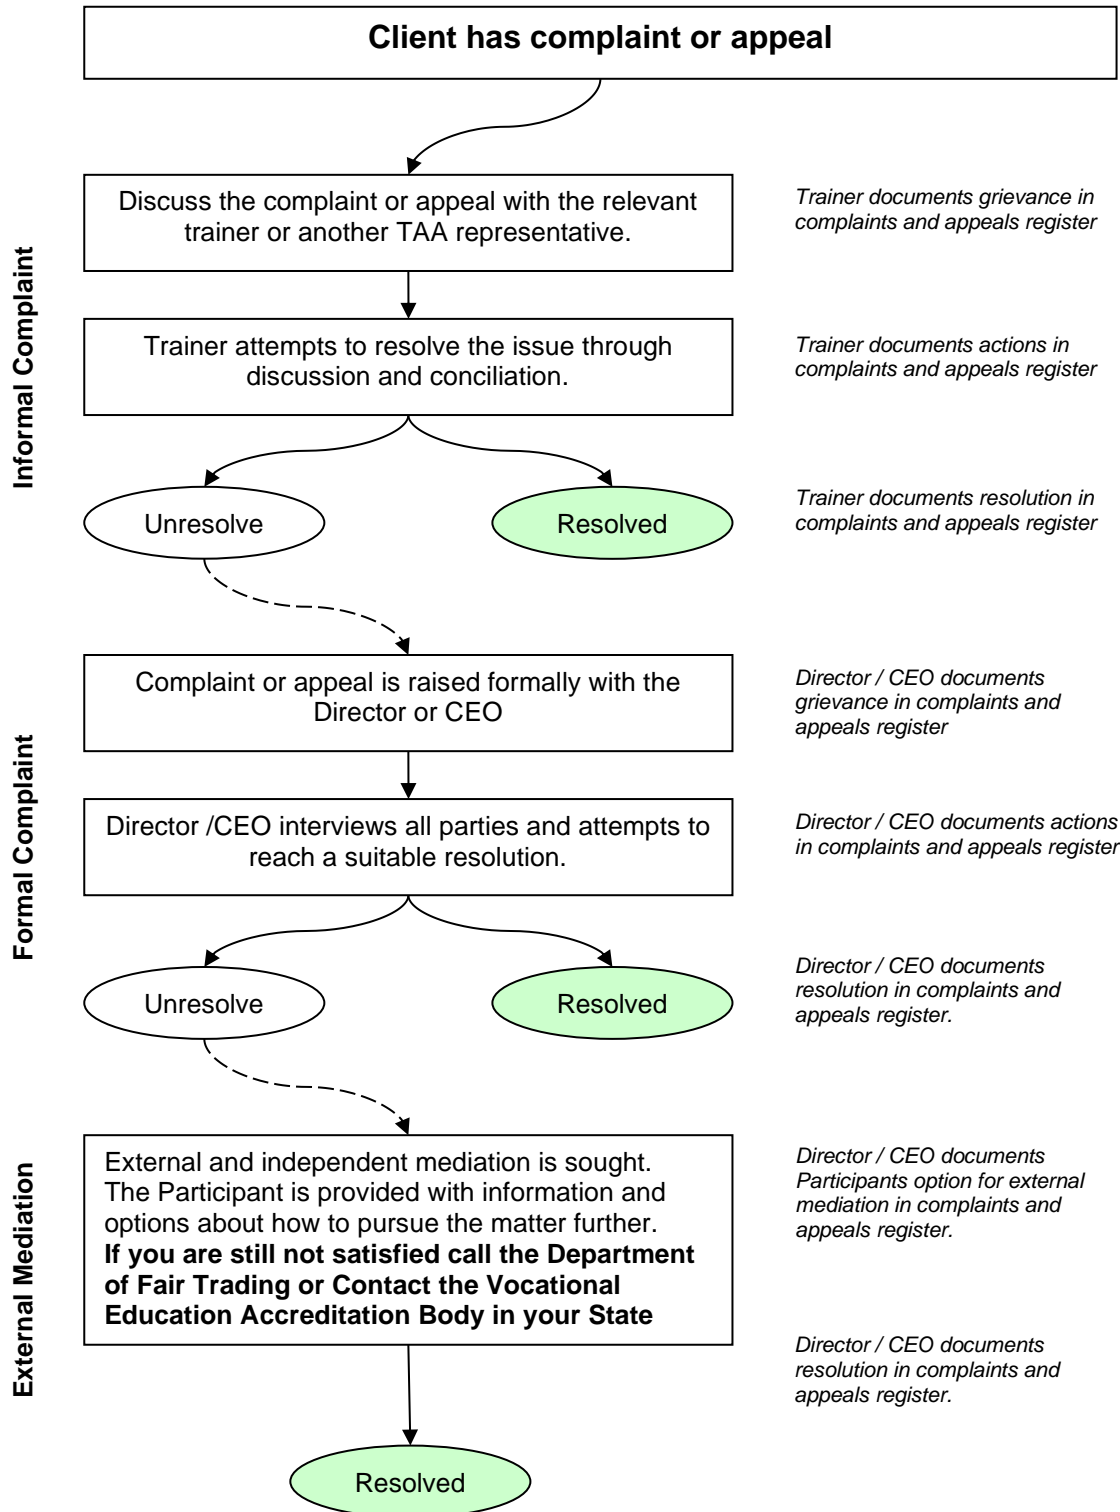 Client has complaint or appeal
Informal Complaint
Discuss the complaint or appeal with the relevant
trainer or another TAA representative.
Trainer documents grievance in
complaints and appeals register
Trainer attempts to resolve the issue through
discussion and conciliation.
Trainer documents actions in
complaints and appeals register
Unresolve
Resolved
Trainer documents resolution in
complaints and appeals register
Formal Complaint
Complaint or appeal is raised formally with the
Director or CEO
Director / CEO documents
grievance in complaints and
appeals register
Director /CEO interviews all parties and attempts to
reach a suitable resolution.
Director / CEO documents actions
in complaints and appeals register
Unresolve
Resolved
Director / CEO documents
resolution in complaints and
appeals register.
External Mediation
External and independent mediation is sought.
The Participant is provided with information and
options about how to pursue the matter further.
If you are still not satisfied call the Department
of Fair Trading or Contact the Vocational
Education Accreditation Body in your State
Director / CEO documents
Participants option for external
mediation in complaints and
appeals register.
Director / CEO documents
resolution in complaints and
appeals register.
Resolved